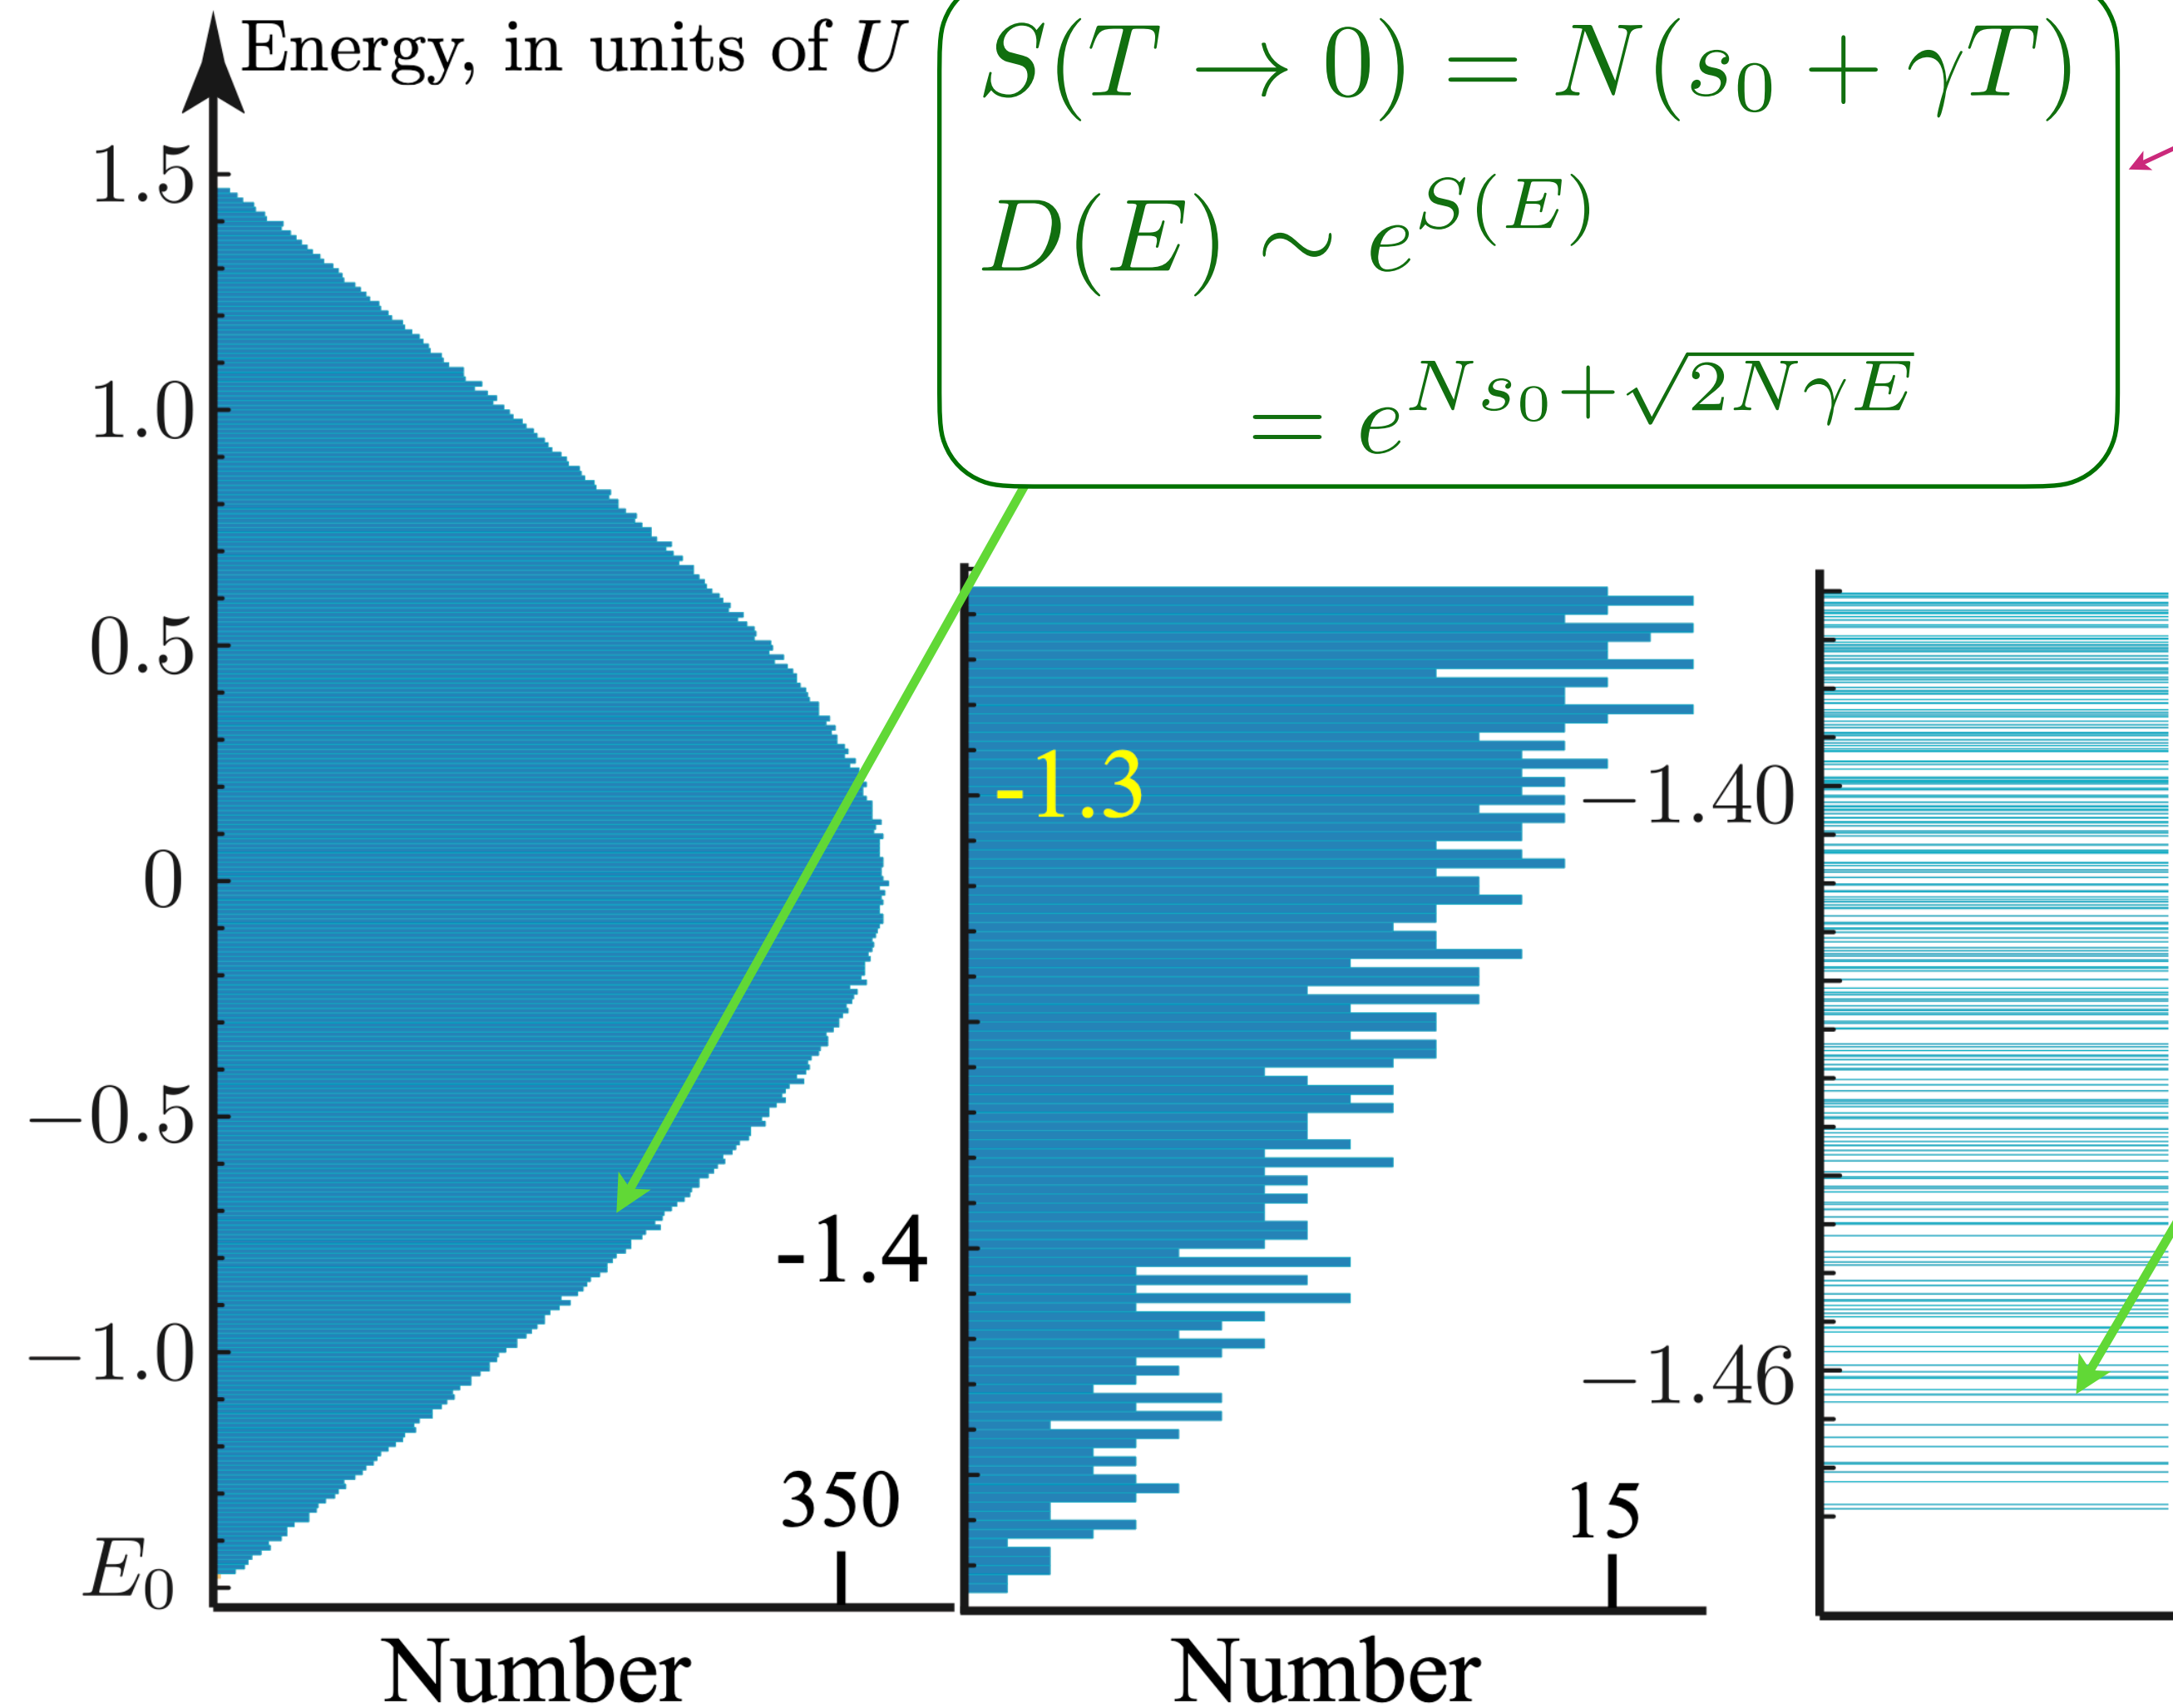 Energy, in units of U
S(T → 0) = N(s₀ + γT)
D(E) ∼ e^{S(E)}
= e^{Ns₀+√(2NγE)}
1.5
1.0
0.5
0
−0.5
−1.0
E₀
350
Number
-1.3
-1.4
15
Number
−1.40
−1.46